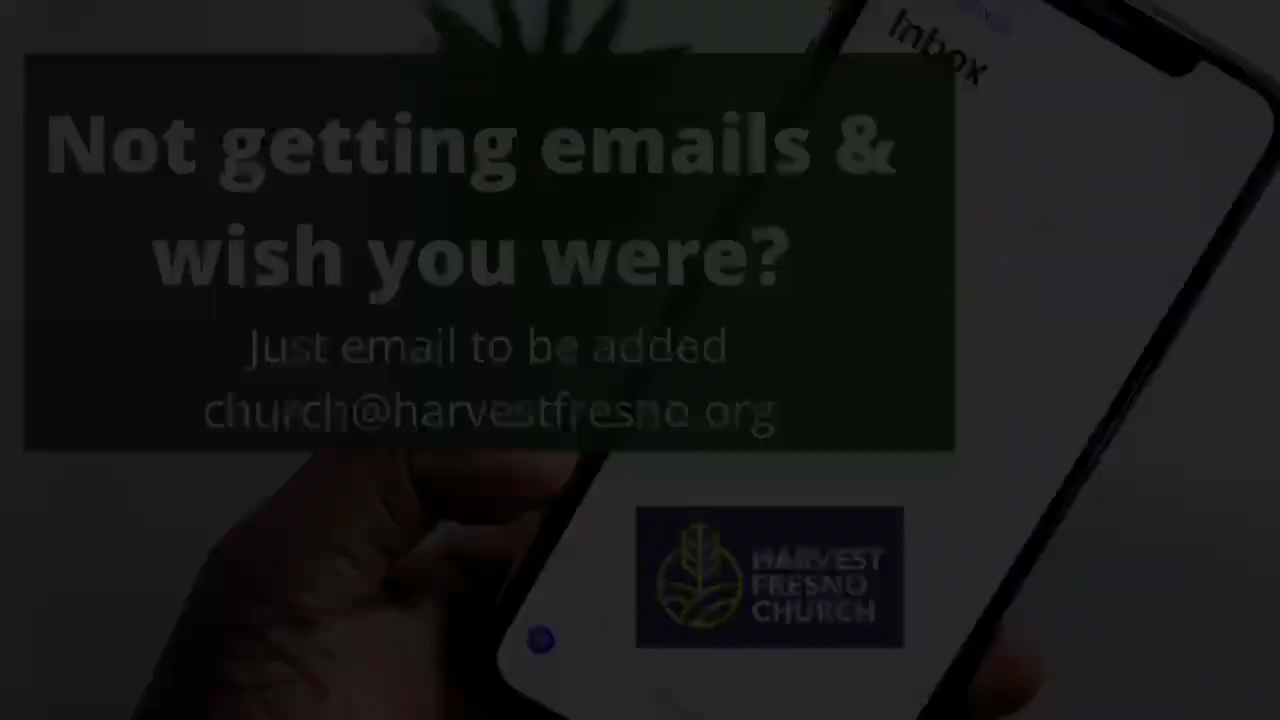 Inbox
Not getting emails &
wish you were?
Just email to be added
church@harvestfresno.org
HARVEST
FRESNO
CHURCH